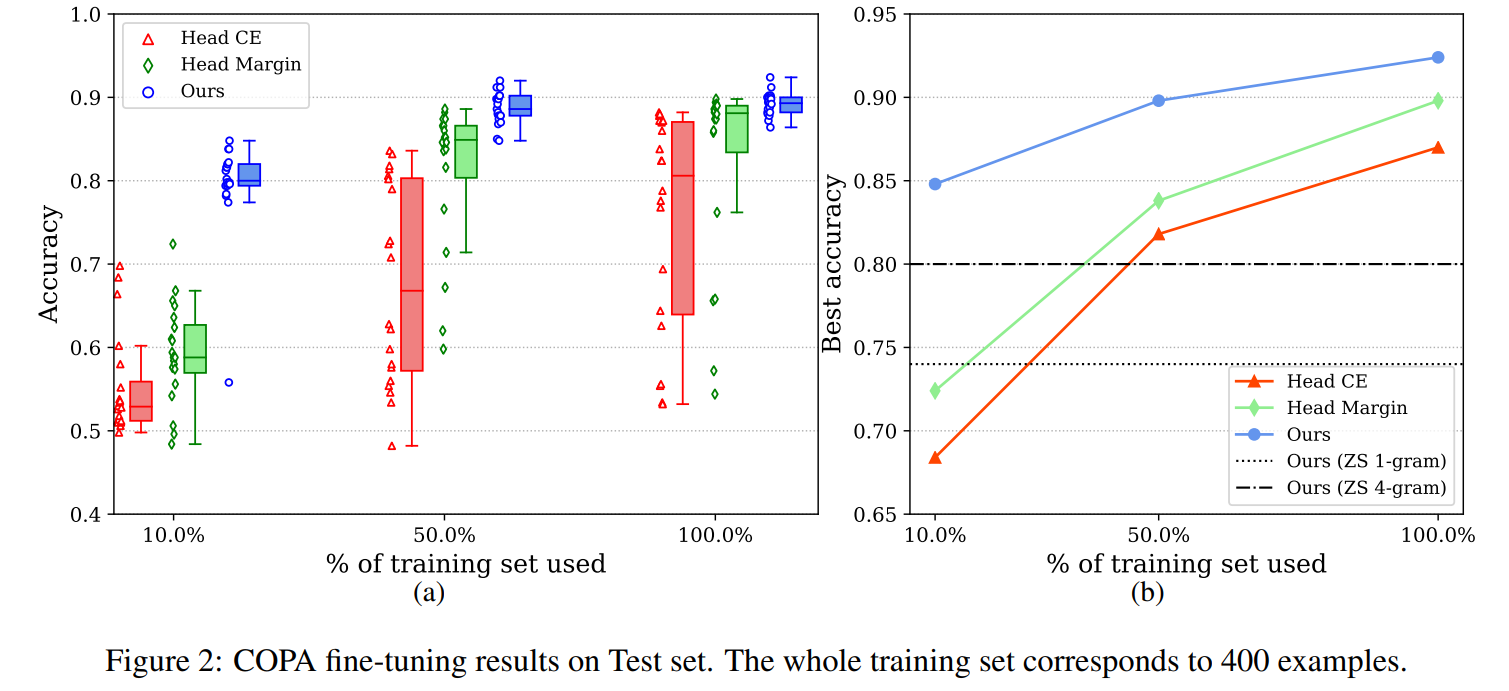 1.0
0.9
0.8
0.7
0.6
0.5
0.4
Accuracy
Head CE
Head Margin
Ours
10.0%
50.0%
100.0%
% of training set used
(a)
0.95
0.90
0.85
0.80
0.75
0.70
0.65
Best accuracy
Head CE
Head Margin
Ours
Ours (ZS 1-gram)
Ours (ZS 4-gram)
10.0%
50.0%
100.0%
% of training set used
(b)
Figure 2: COPA fine-tuning results on Test set. The whole training set corresponds to 400 examples.